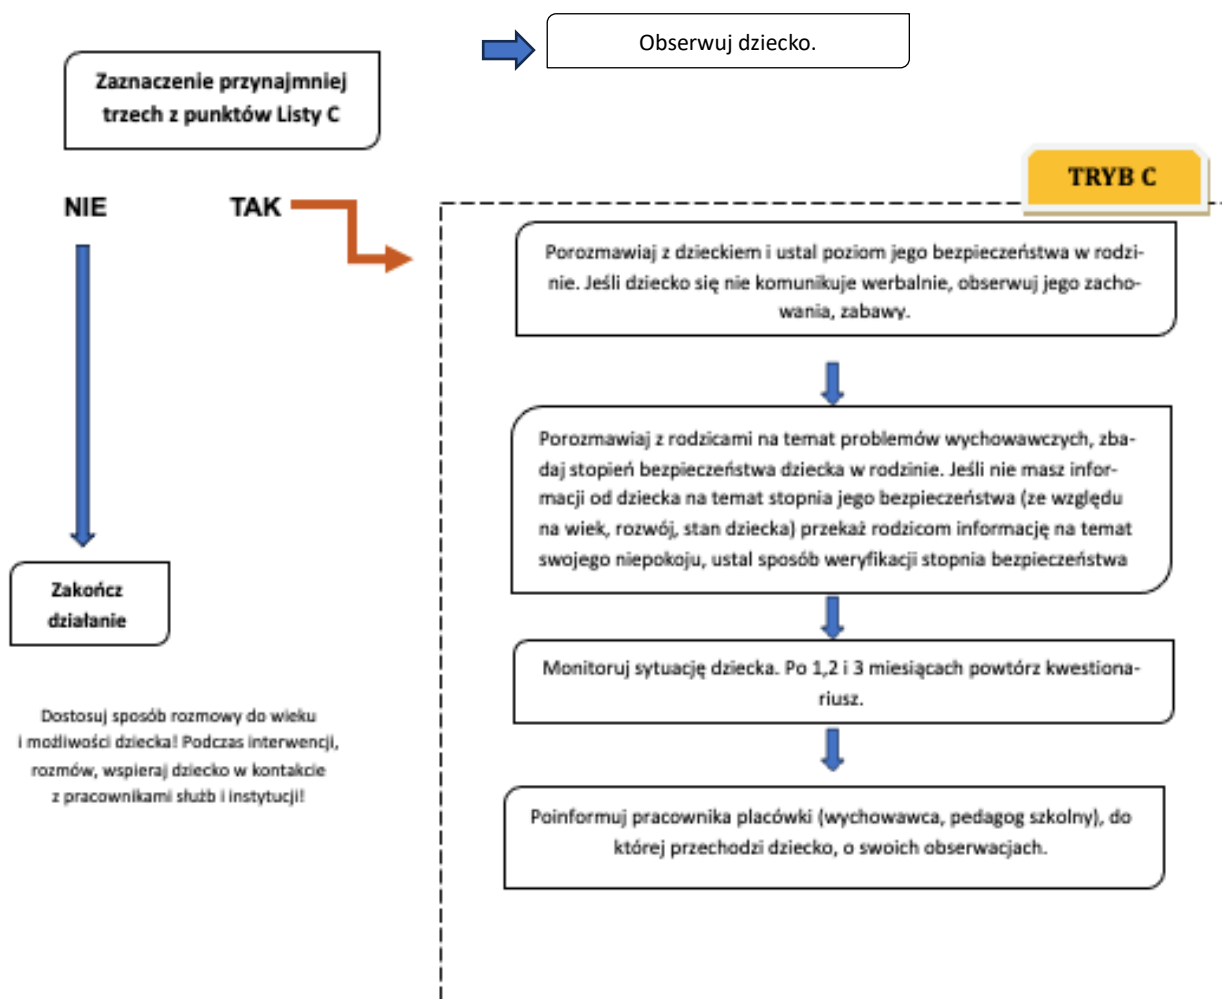 Obserwuj dziecko.
Zaznaczenie przynajmniej
trzech z punktów Listy C
NIE
TAK
TRYB C
Porozmawiaj z dzieckiem i ustal poziom jego bezpieczeństwa w rodzi-
nie. Jeśli dziecko się nie komunikuje werbalnie, obserwuj jego zacho-
wania, zabawy.
Porozmawiaj z rodzicami na temat problemów wychowawczych, zba-
daj stopień bezpieczeństwa dziecka w rodzinie. Jeśli nie masz infor-
macji od dziecka na temat stopnia jego bezpieczeństwa (ze względu
na wiek, rozwój, stan dziecka) przekaż rodzicom informację na temat
swojego niepokoju, ustal sposób weryfikacji stopnia bezpieczeństwa
Zakończ
działanie
Monitoruj sytuację dziecka. Po 1,2 i 3 miesiącach powtórz kwestiona-
riusz.
Dostosuj sposób rozmowy do wieku
i możliwości dziecka! Podczas interwencji,
rozmów, wspieraj dziecko w kontakcie
z pracownikami służb i instytucji!
Poinformuj pracownika placówki (wychowawca, pedagog szkolny), do
której przechodzi dziecko, o swoich obserwacjach.